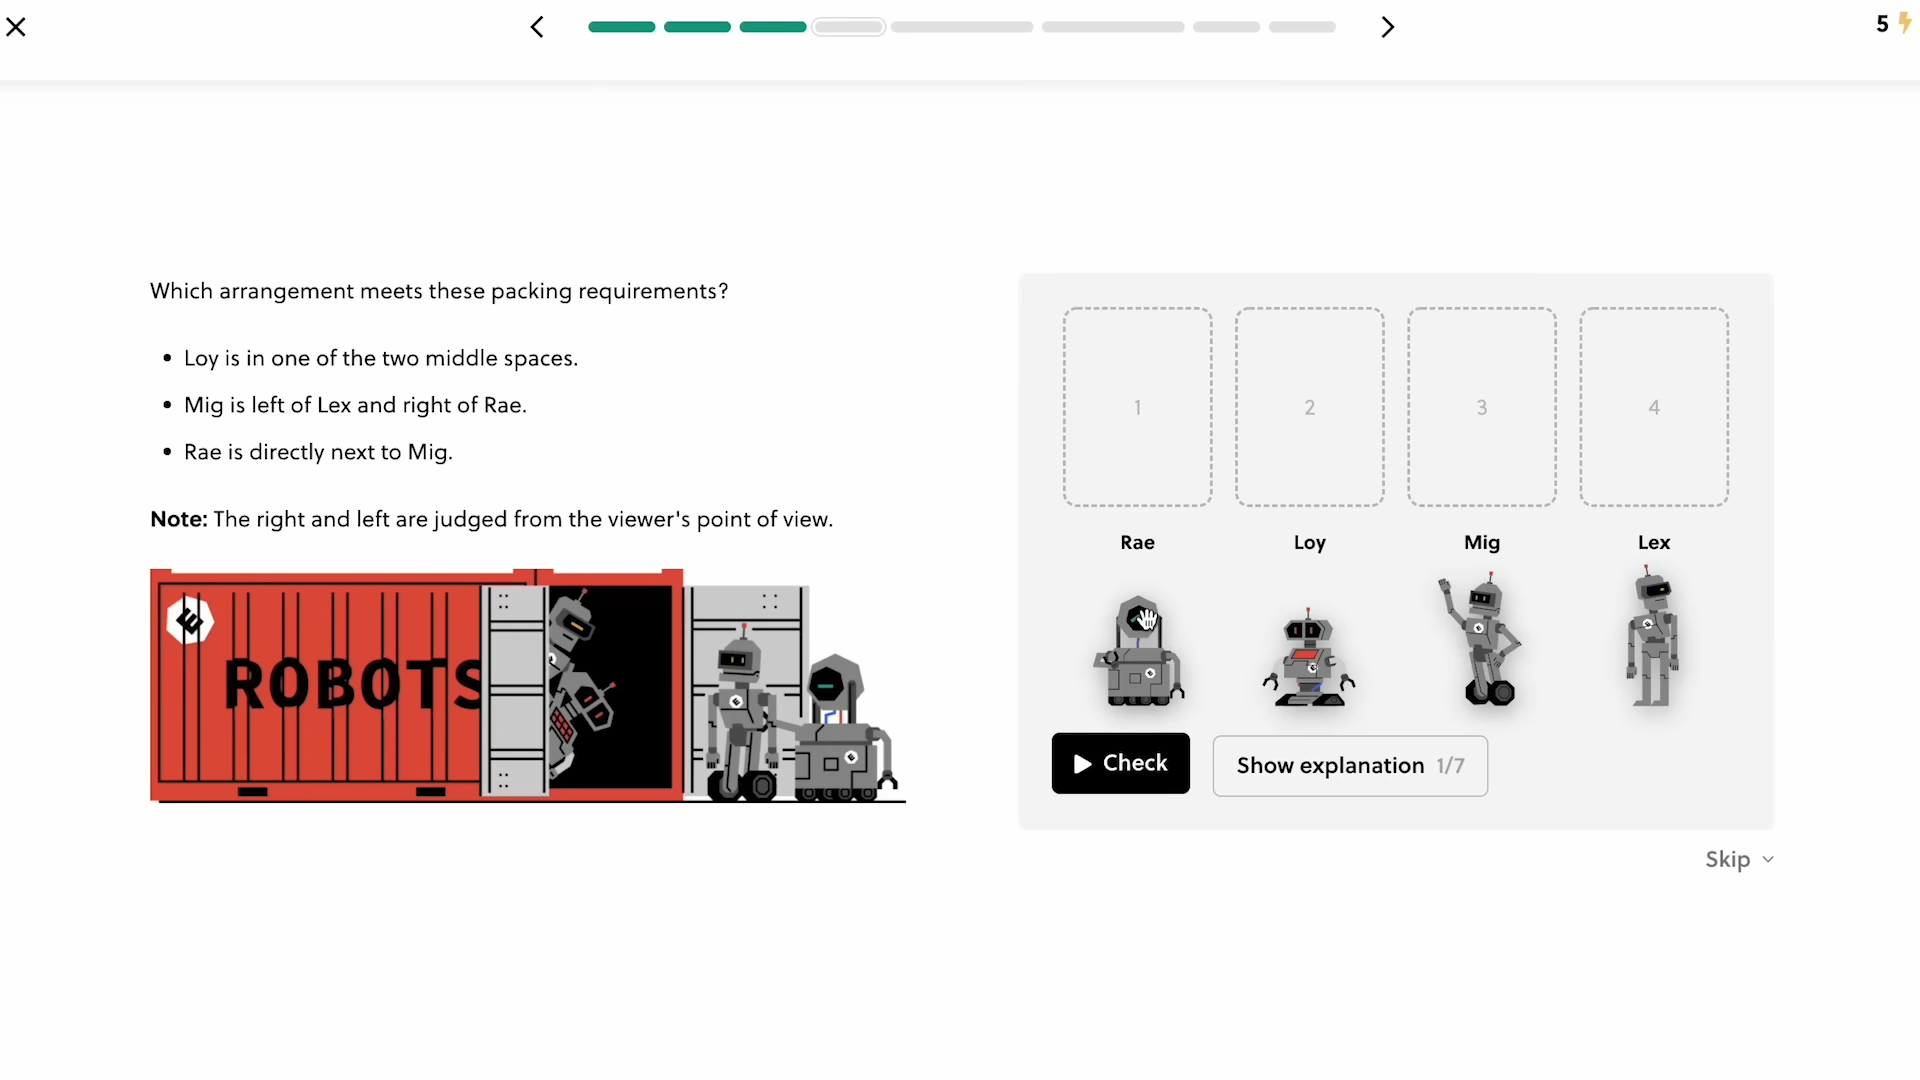 5
Which arrangement meets these packing requirements?
• Loy is in one of the two middle spaces.
• Mig is left of Lex and right of Rae.
• Rae is directly next to Mig.
Note: The right and left are judged from the viewer's point of view.
ROBOTS
1 2 3 4
Rae Loy Mig Lex
Check
Show explanation 1/7
Skip